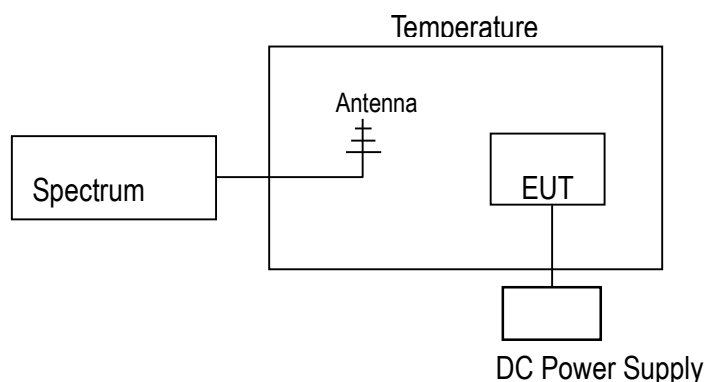 Temperature
Antenna
Spectrum
EUT
DC Power Supply